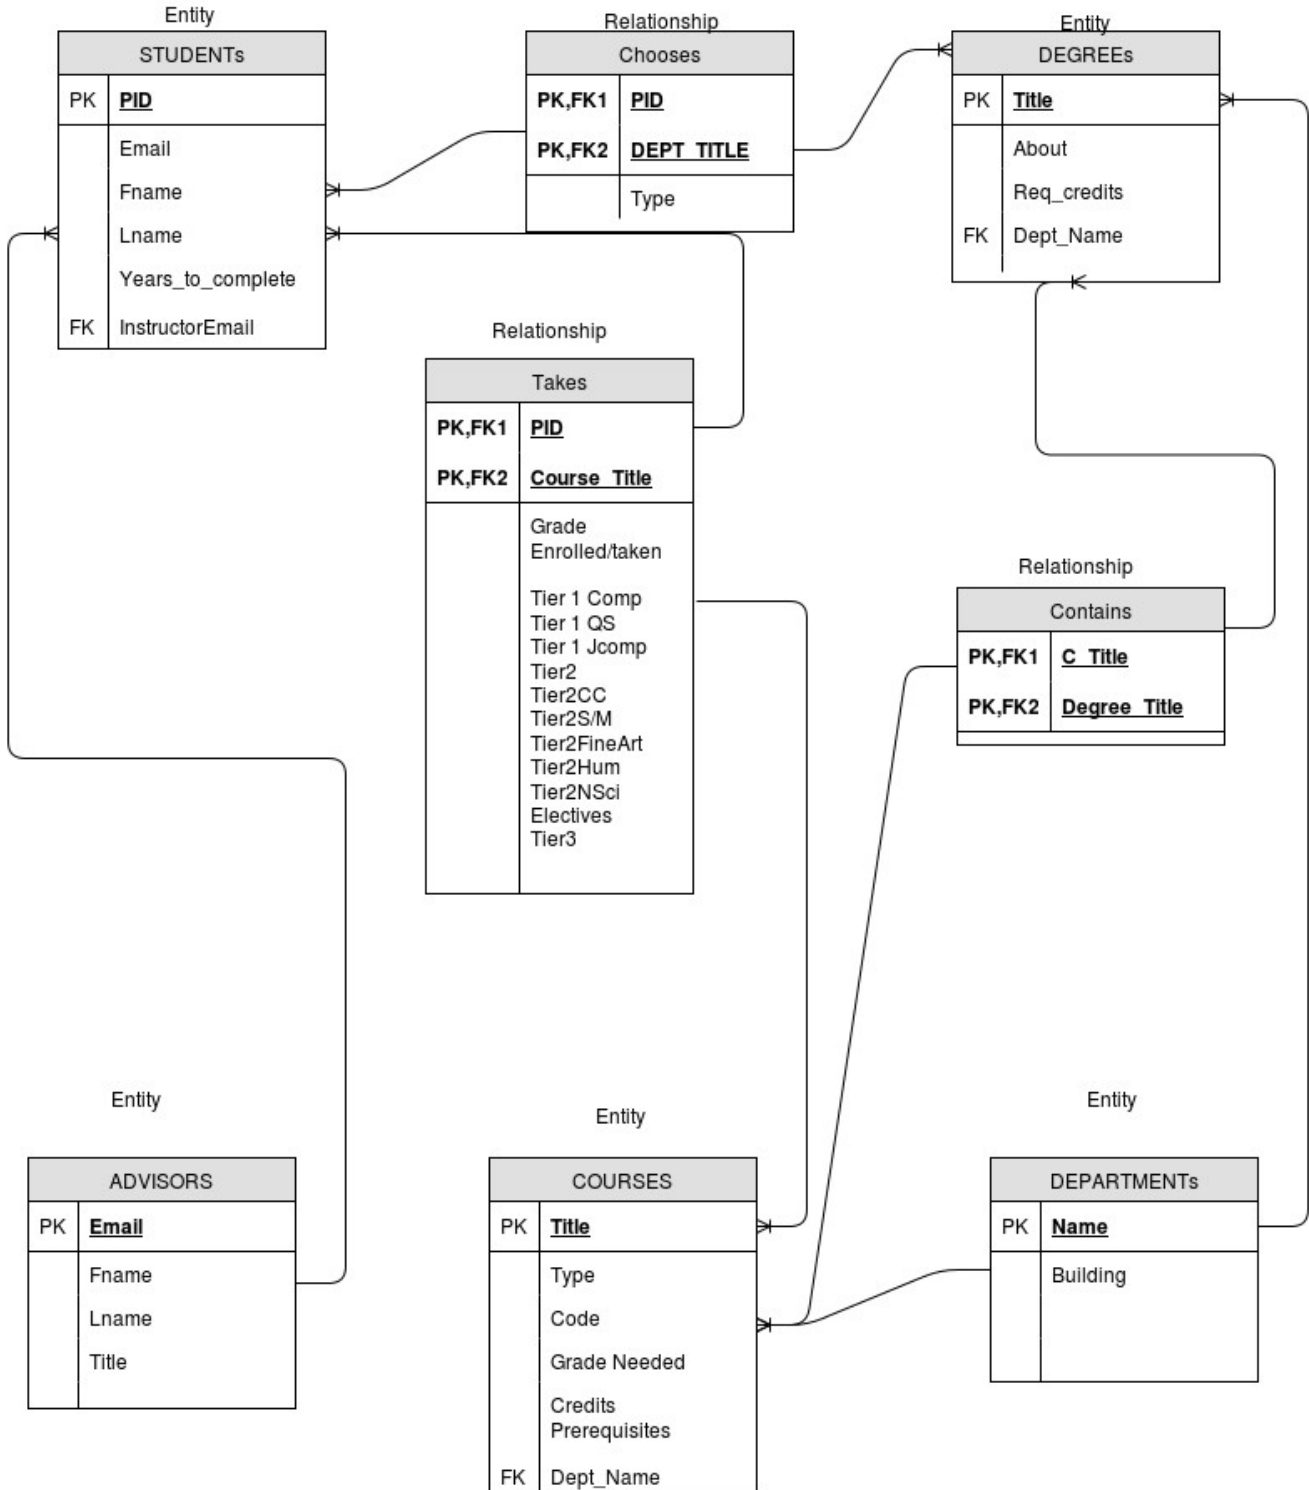 Entity
STUDENTs
PK PID
Email
Fname
Lname
Years_to_complete
FK InstructorEmail
Relationship
Chooses
PK,FK1 PID
PK,FK2 DEPT_TITLE
Type
Entity
DEGREEs
PK Title
About
Req_credits
FK Dept_Name
Relationship
Takes
PK,FK1 PID
PK,FK2 Course_Title
Grade
Enrolled/taken
Tier 1 Comp
Tier 1 QS
Tier 1 Jcomp
Tier2
Tier2CC
Tier2S/M
Tier2FineArt
Tier2Hum
Tier2NSci
Electives
Tier3
Relationship
Contains
PK,FK1 C_Title
PK,FK2 Degree_Title
Entity
ADVISORS
PK Email
Fname
Lname
Title
Entity
COURSES
PK Title
Type
Code
Grade Needed
Credits
Prerequisites
FK Dept_Name
Entity
DEPARTMENTs
PK Name
Building